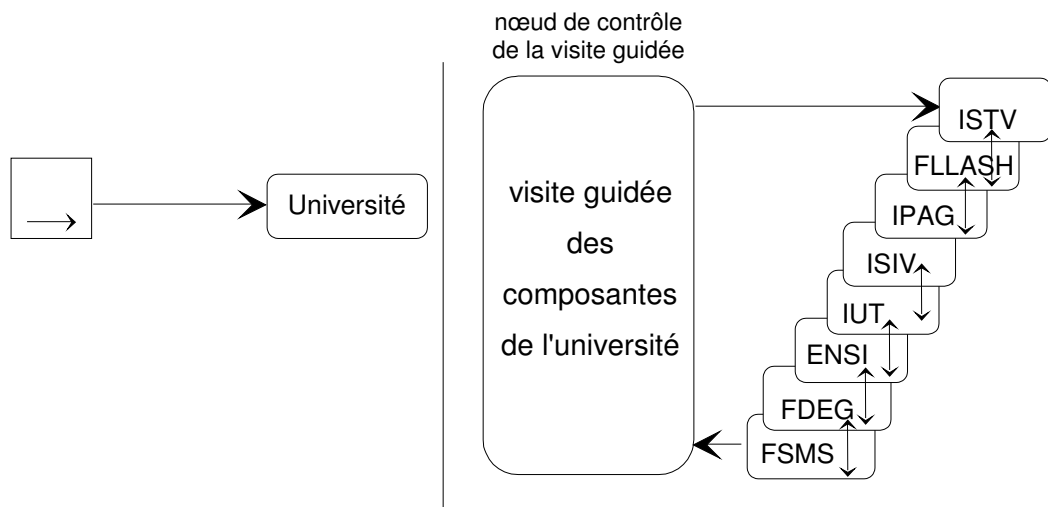 nœud de contrôle
de la visite guidée
Université
visite guidée
des
composantes
de l'université
ISTV
FLLASH
IPAG
ISIV
IUT
ENSI
FDEG
FSMS